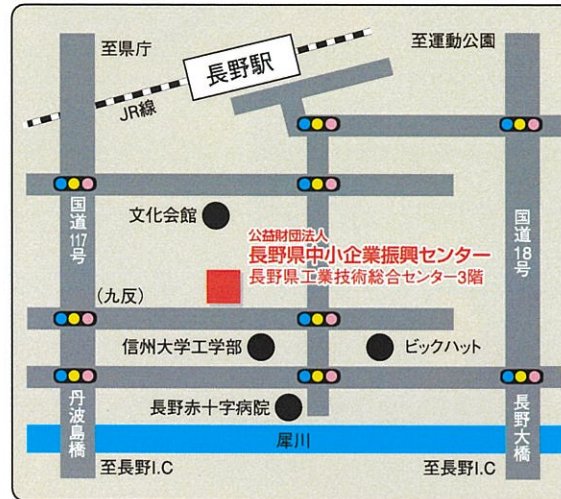 至県庁
長野駅
至運動公園
JR線
国道117号
文化会館
公益財団法人
長野県中小企業振興センター
長野県工業技術総合センター3階
国道18号
(九反)
信州大学工学部
ビックハット
長野赤十字病院
丹波島橋
長野大橋
犀川
至長野I.C
至長野I.C